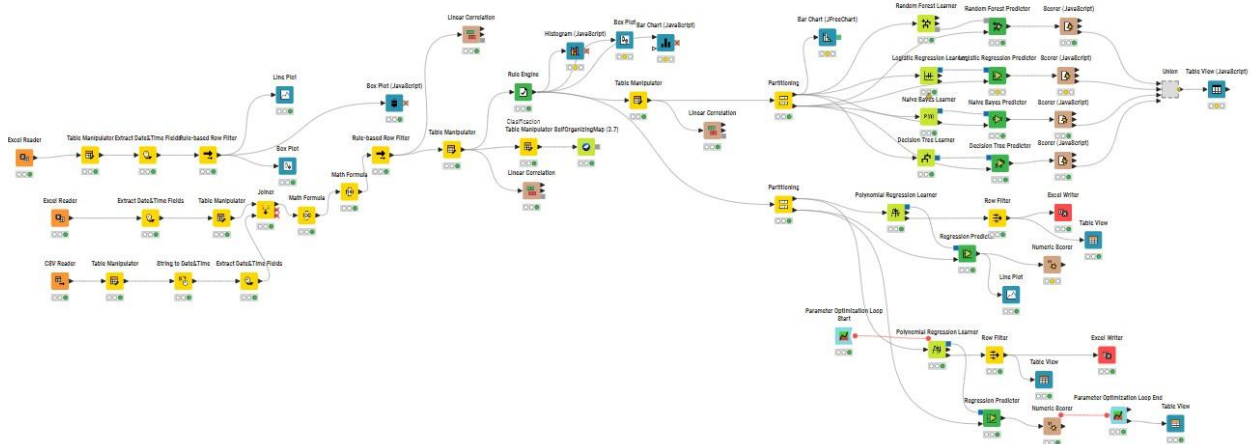 Linear Correlation
Histogram (JavaScript)
Box Plot
Bar Chart (JavaScript)
Bar Chart (JFreeChart)
Random Forest Learner
Random Forest Predictor
Scorer (JavaScript)
Line Plot
Box Plot (JavaScript)
Rule Engine
Clasificacion
Table Manipulator
Partitioning
Logistic Regression Learner
Logistic Regression Predictor
Scorer (JavaScript)
Union
Table View (JavaScript)
Naive Bayes Learner
Naive Bayes Predictor
Scorer (JavaScript)
Linear Correlation
Decision Tree Learner
Decision Tree Predictor
Scorer (JavaScript)
Excel Reader
Table Manipulator
Extract Date&Time Fields
Rule-based Row Filter
Box Plot
Rule-based Row Filter
Table Manipulator
Table Manipulator
SelfOrganizingMap (3.7)
Linear Correlation
Math Formula
Excel Reader
Extract Date&Time Fields
Table Manipulator
Joiner
Math Formula
Partitioning
Polynomial Regression Learner
Row Filter
Excel Writer
Table View
Regression Predictor
Numeric Scorer
Line Plot
CSV Reader
Table Manipulator
String to Date&Time
Extract Date&Time Fields
Parameter Optimization Loop
Start
Polynomial Regression Learner
Row Filter
Excel Writer
Table View
Regression Predictor
Numeric Scorer
Parameter Optimization Loop End
Table View